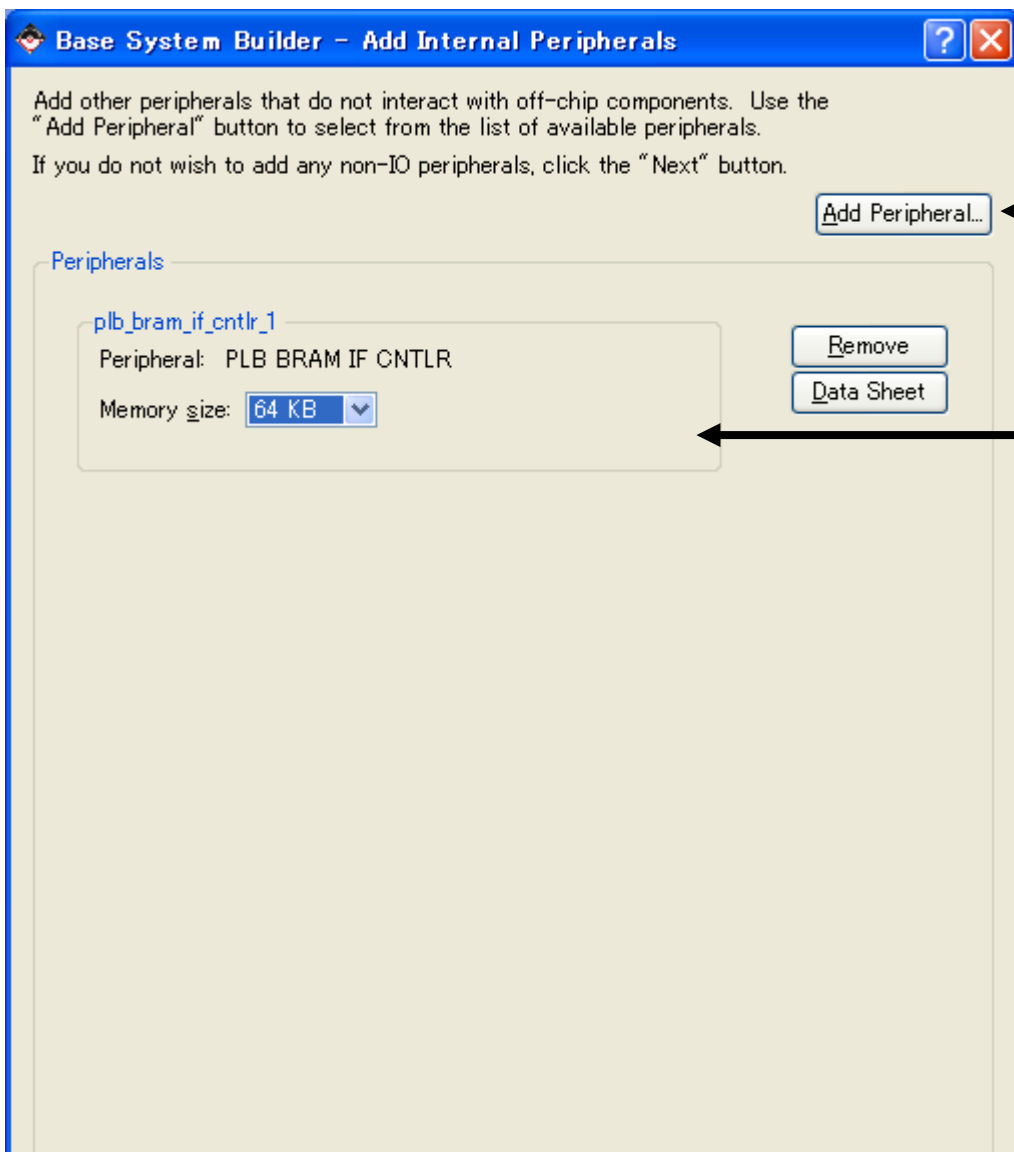 Base System Builder - Add Internal Peripherals
Add other peripherals that do not interact with off-chip components.  Use the
"Add Peripheral" button to select from the list of available peripherals.
If you do not wish to add any non-IO peripherals, click the "Next" button.
Add Peripheral...
Peripherals
plb_bram_if_cntlr_1
Peripheral:  PLB BRAM IF CNTLR
Remove
Memory size: 64 KB
Data Sheet